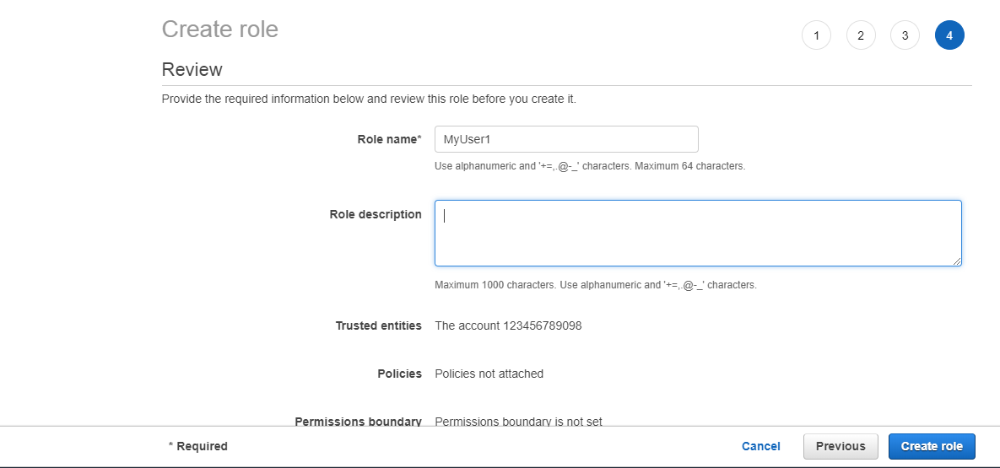 Create role
1 2 3 4
Review
Provide the required information below and review this role before you create it.
Role name* MyUser1
Use alphanumeric and '+=,.@-_' characters. Maximum 64 characters.
Role description
Maximum 1000 characters. Use alphanumeric and '+=,.@-_' characters.
Trusted entities The account 123456789098
Policies Policies not attached
Permissions boundary Permissions boundary is not set
* Required Cancel Previous Create role